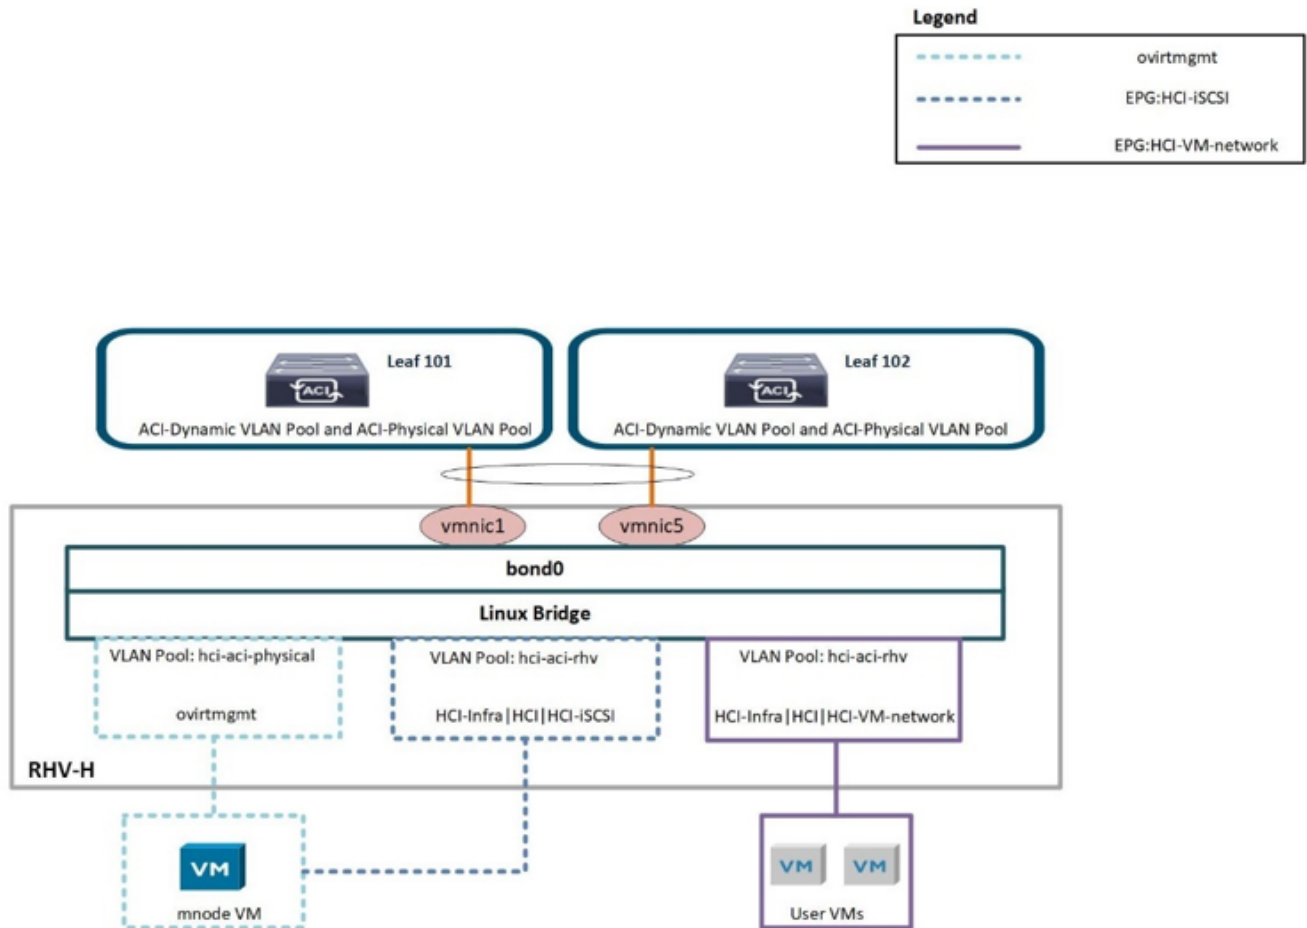 Legend
ovirtmgmt
EPG:HCI-iSCSI
EPG:HCI-VM-network
Leaf 101
ACI
ACI-Dynamic VLAN Pool and ACI-Physical VLAN Pool
Leaf 102
ACI
ACI-Dynamic VLAN Pool and ACI-Physical VLAN Pool
vmnic1
vmnic5
bond0
Linux Bridge
VLAN Pool: hci-aci-physical
ovirtmgmt
VLAN Pool: hci-aci-rhv
HCI-Infra|HCI|HCI-iSCSI
VLAN Pool: hci-aci-rhv
HCI-Infra|HCI|HCI-VM-network
RHV-H
VM
mnode VM
VM
VM
User VMs